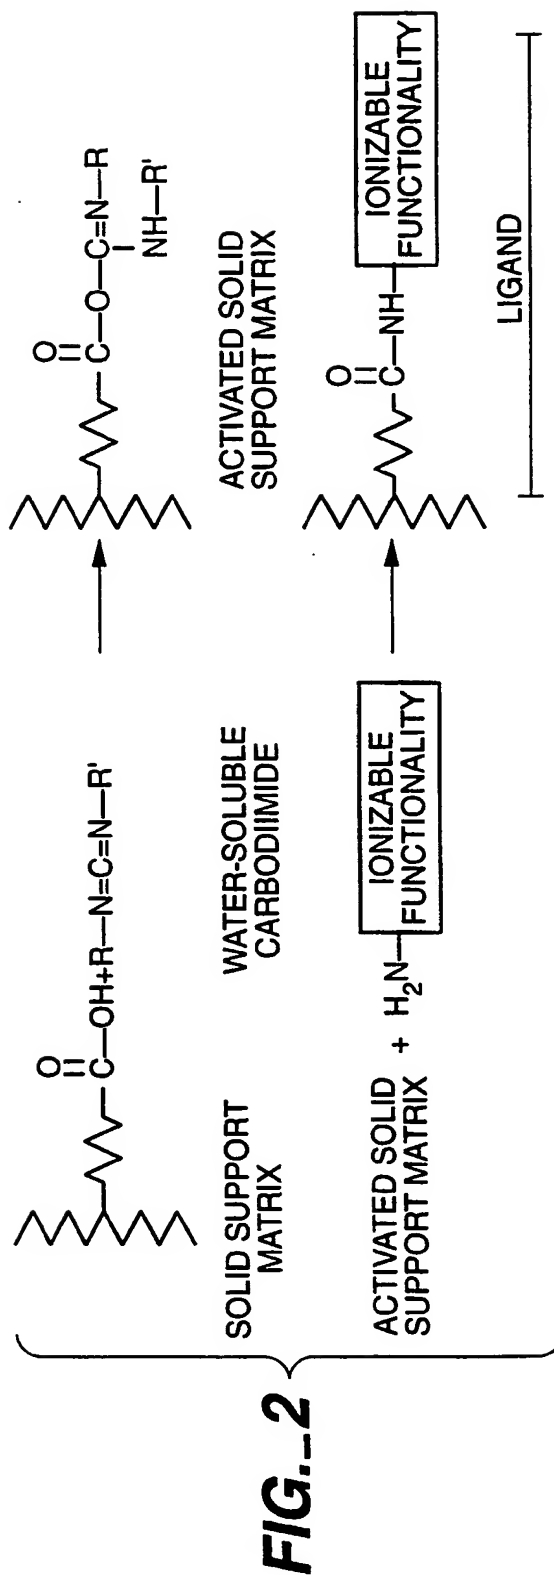 FIG._2
O
C—OH+R—N=C=N—R'
SOLID SUPPORT
MATRIX
WATER-SOLUBLE
CARBODIIMIDE
O
C—O—C=N—R
NH—R'
ACTIVATED SOLID
SUPPORT MATRIX
ACTIVATED SOLID
SUPPORT MATRIX
+ H₂N—
IONIZABLE
FUNCTIONALITY
O
C—NH—
IONIZABLE
FUNCTIONALITY
LIGAND